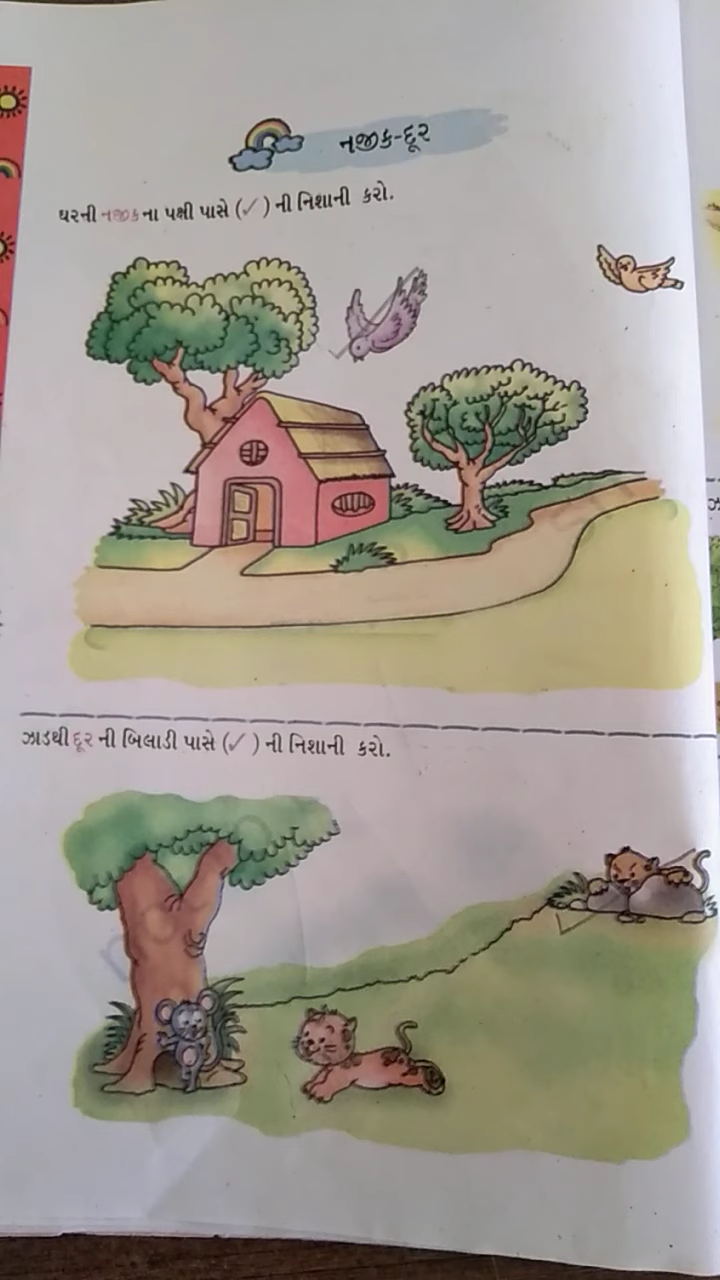 નજીક-દૂર
ઘરની નજીકના પક્ષી પાસે (✓) ની નિશાની કરો.
ઝાડથી દૂર ની બિલાડી પાસે (✓) ની નિશાની કરો.